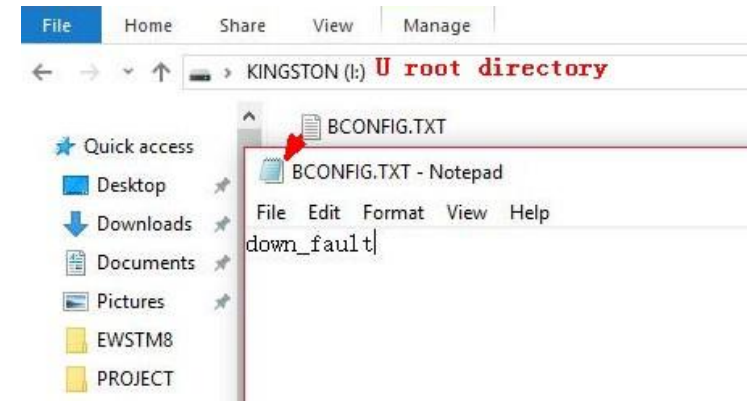 File Home Share View Manage
KINGSTON (I:) U root directory
BCONFIG.TXT
Quick access
BCONFIG.TXT - Notepad
Desktop
File Edit Format View Help
Downloads
down_fault
Documents
Pictures
EWSTM8
PROJECT